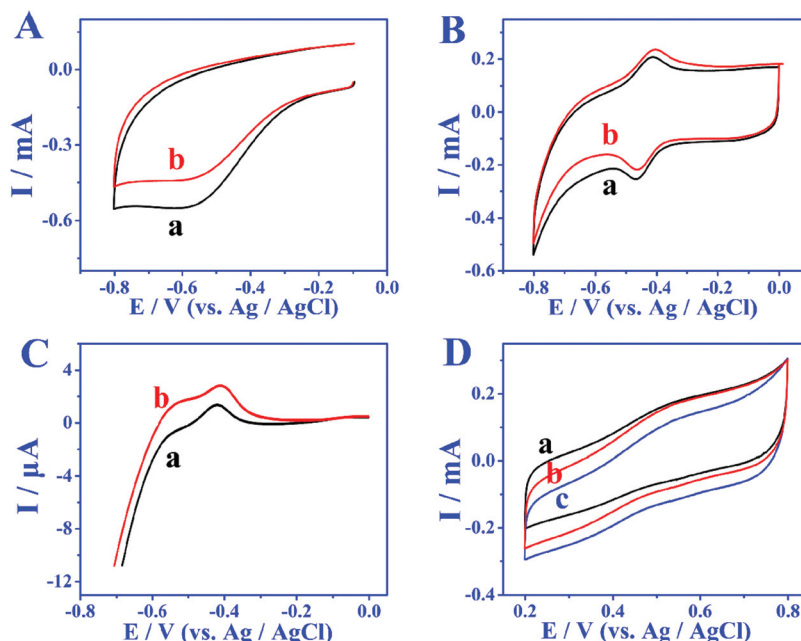 A
I / mA
0.0
-0.3
-0.6
b
a
-0.8
-0.6
-0.4
-0.2
0.0
E / V (vs. Ag / AgCl)
B
I / mA
0.2
0.0
-0.2
-0.4
-0.6
b
a
-0.8
-0.6
-0.4
-0.2
0.0
E / V (vs. Ag / AgCl)
C
I / μA
4
0
-4
-8
-12
b
a
-0.8
-0.6
-0.4
-0.2
0.0
E / V (vs. Ag / AgCl)
D
I / mA
0.2
0.0
-0.2
-0.4
a
b
c
0.2
0.4
0.6
0.8
E / V (vs. Ag / AgCl)